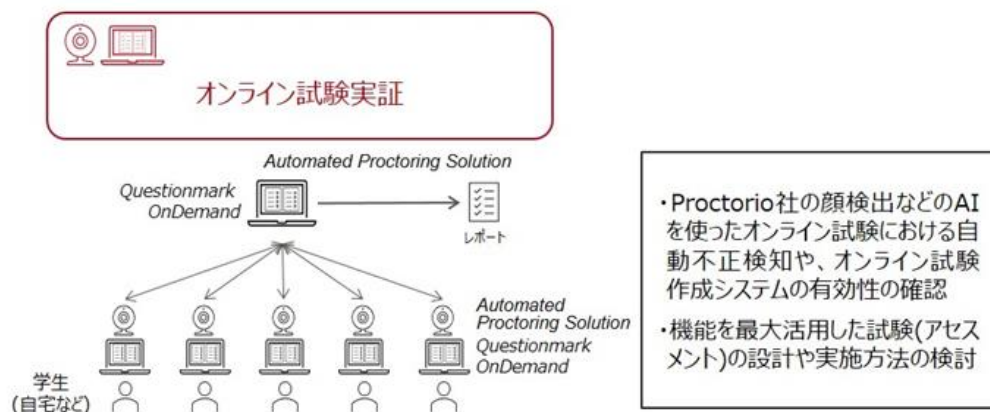 オンライン試験実証
Automated Proctoring Solution
Questionmark
OnDemand
レポート
Automated
Proctoring Solution
Questionmark
OnDemand
学生
(自宅など)
・Proctorio社の顔検出などのAI
を使ったオンライン試験における自
動不正検知や、オンライン試験
作成システムの有効性の確認
・機能を最大活用した試験(アセス
メント)の設計や実施方法の検討